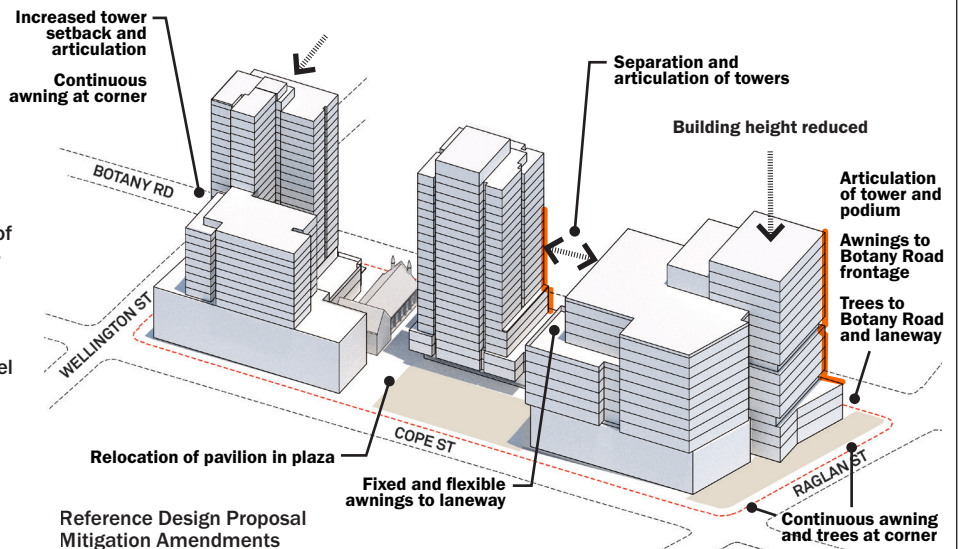 Increased tower
setback and
articulation
Continuous
awning at corner
Separation and
articulation of towers
Building height reduced
Articulation
of tower and
podium
Awnings to
Botany Road
frontage
Trees to
Botany Road
and laneway
BOTANY RD
of
WELLINGTON ST
el
COPE ST
RAGLAN ST
Relocation of pavilion in plaza
Fixed and flexible
awnings to laneway
Continuous awning
and trees at corner
Reference Design Proposal
Mitigation Amendments